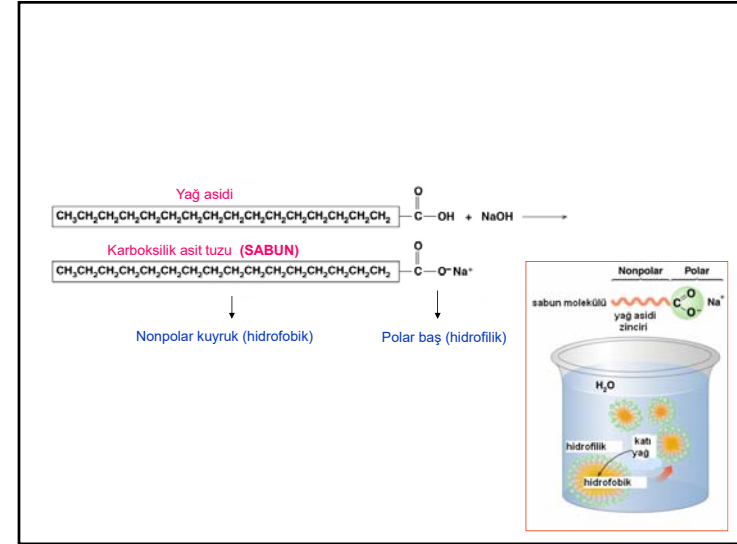 Yağ asidi
O
CH₃CH₂CH₂CH₂CH₂CH₂CH₂CH₂CH₂CH₂CH₂CH₂CH₂CH₂CH₂CH₂CH₂—C—OH + NaOH
Karboksilik asit tuzu (SABUN)
O
CH₃CH₂CH₂CH₂CH₂CH₂CH₂CH₂CH₂CH₂CH₂CH₂CH₂CH₂CH₂CH₂CH₂—C—O⁻Na⁺
Nonpolar kuyruk (hidrofobik)
Polar baş (hidrofilik)
Nonpolar Polar
sabun molekülü C O O⁻ Na⁺
yağ asidi
zinciri
H₂O
hidrofilik
katı
yağ
hidrofobik